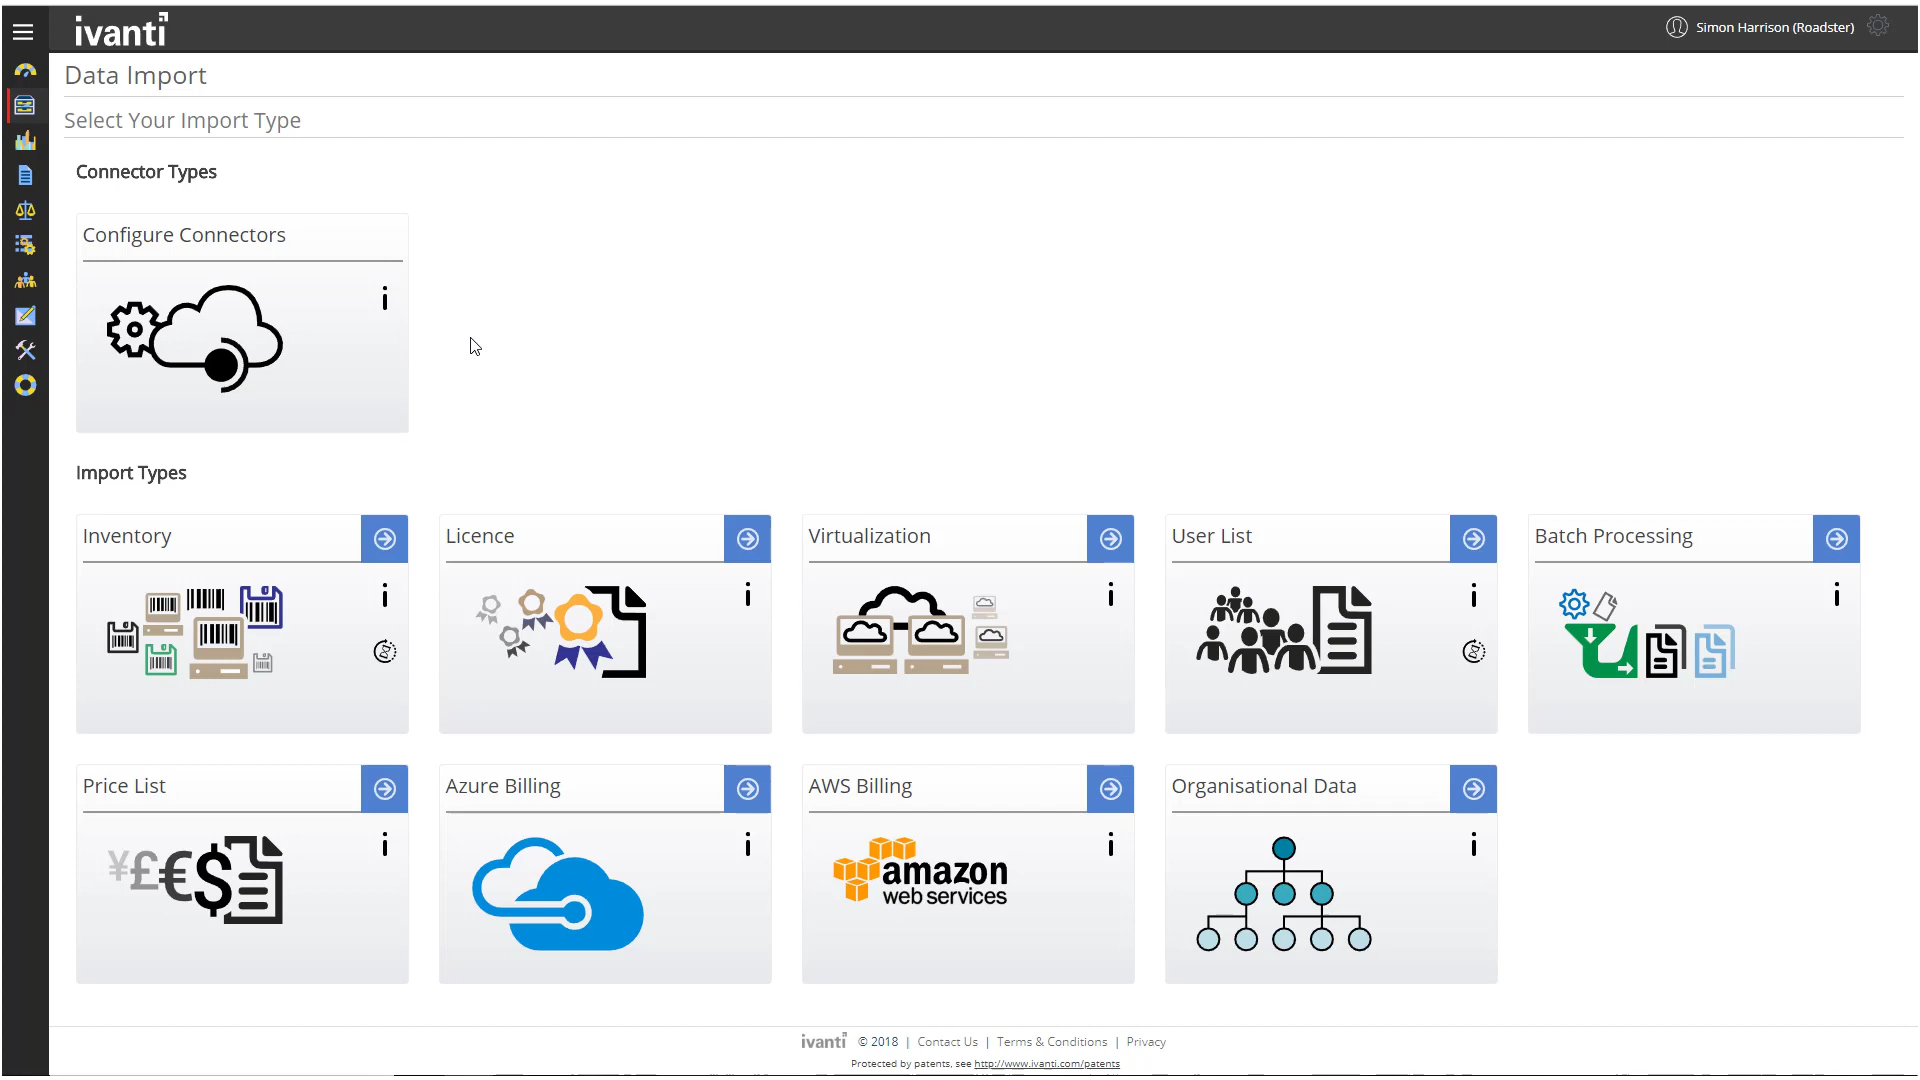 ivanti
Simon Harrison (Roadster)
Data Import
Select Your Import Type
Connector Types
Configure Connectors
Import Types
Inventory
Licence
Virtualization
User List
Batch Processing
Price List
Azure Billing
AWS Billing
Organisational Data
¥£€$
amazon
web services
ivanti © 2018 | Contact Us | Terms & Conditions | Privacy
Protected by patents, see http://www.ivanti.com/patents